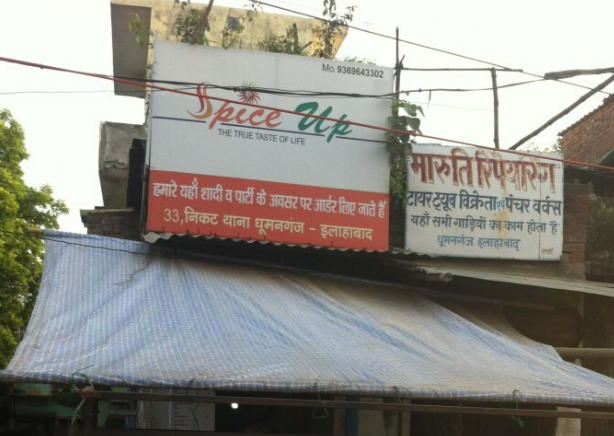 Mo. 9369643302
Spice Up
THE TRUE TASTE OF LIFE
हमारे यहाँ शादी व पार्टी के अवसर पर आर्डर लिए जाते हैं
33, निकट थाना धूमनगंज - इलाहाबाद
मारुति रिपेयरिंग
टायर ट्यूब विक्रेता एवं पंचर वर्क्स
यहाँ सभी गाड़ियों का काम होता है
धूमनगंज इलाहाबाद